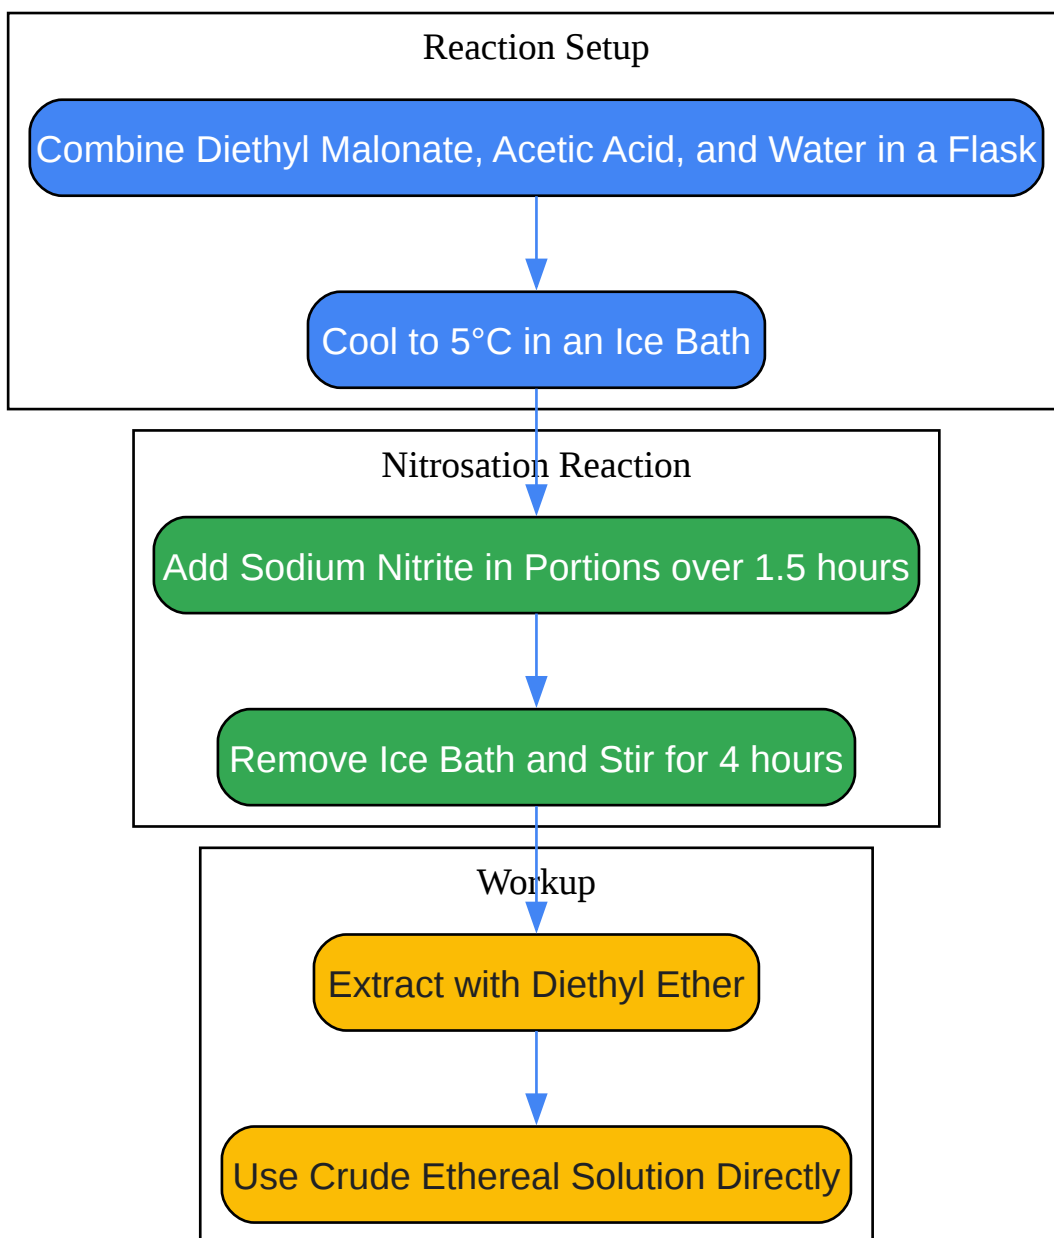 Reaction Setup
Combine Diethyl Malonate, Acetic Acid, and Water in a Flask
Cool to 5°C in an Ice Bath
Nitrosation Reaction
Add Sodium Nitrite in Portions over 1.5 hours
Remove Ice Bath and Stir for 4 hours
Workup
Extract with Diethyl Ether
Use Crude Ethereal Solution Directly